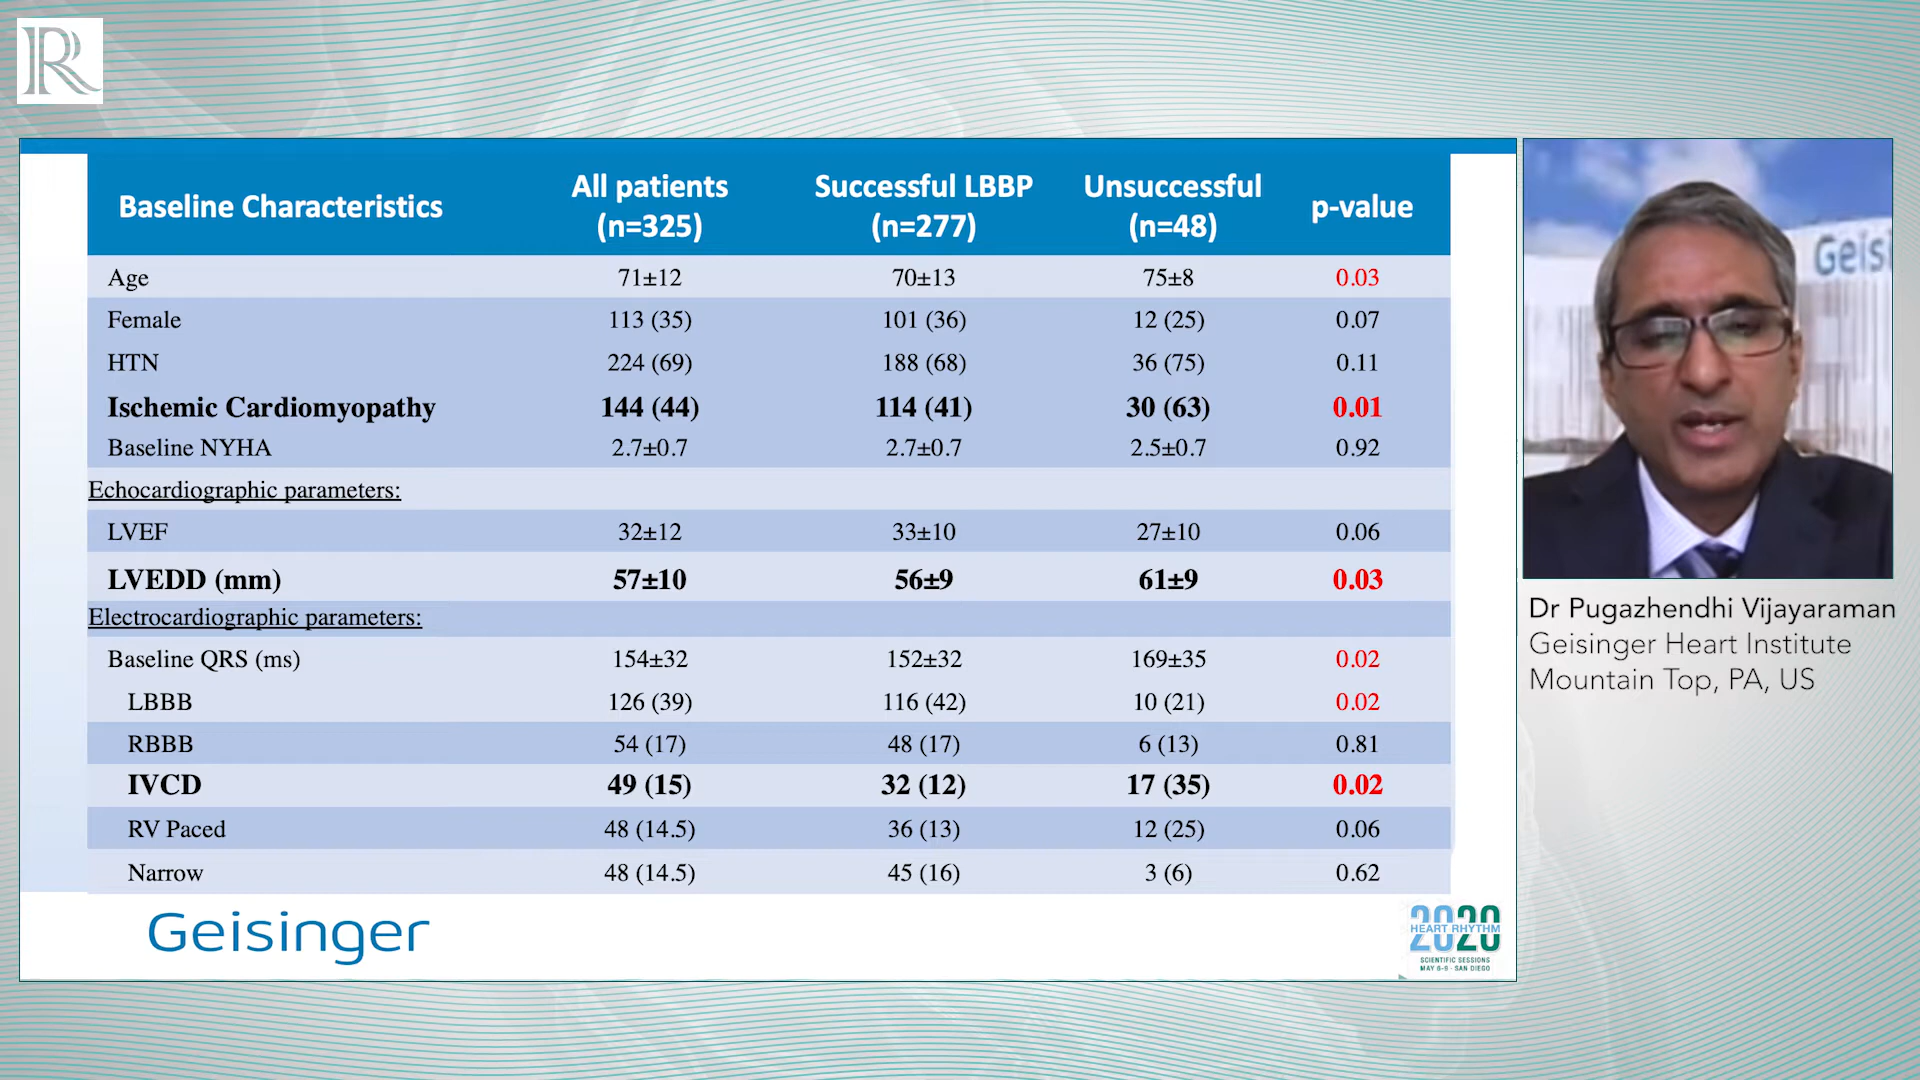 R
Baseline Characteristics All patients (n=325) Successful LBBP (n=277) Unsuccessful (n=48) p-value
Age 71±12 70±13 75±8 0.03
Female 113 (35) 101 (36) 12 (25) 0.07
HTN 224 (69) 188 (68) 36 (75) 0.11
Ischemic Cardiomyopathy 144 (44) 114 (41) 30 (63) 0.01
Baseline NYHA 2.7±0.7 2.7±0.7 2.5±0.7 0.92
Echocardiographic parameters:
LVEF 32±12 33±10 27±10 0.06
LVEDD (mm) 57±10 56±9 61±9 0.03
Electrocardiographic parameters:
Baseline QRS (ms) 154±32 152±32 169±35 0.02
LBBB 126 (39) 116 (42) 10 (21) 0.02
RBBB 54 (17) 48 (17) 6 (13) 0.81
IVCD 49 (15) 32 (12) 17 (35) 0.02
RV Paced 48 (14.5) 36 (13) 12 (25) 0.06
Narrow 48 (14.5) 45 (16) 3 (6) 0.62
Geisinger
2020
HEART RHYTHM
SCIENTIFIC SESSIONS
MAY 6-9 - SAN DIEGO
Geisi
Dr Pugazhendhi Vijayaraman
Geisinger Heart Institute
Mountain Top, PA, US